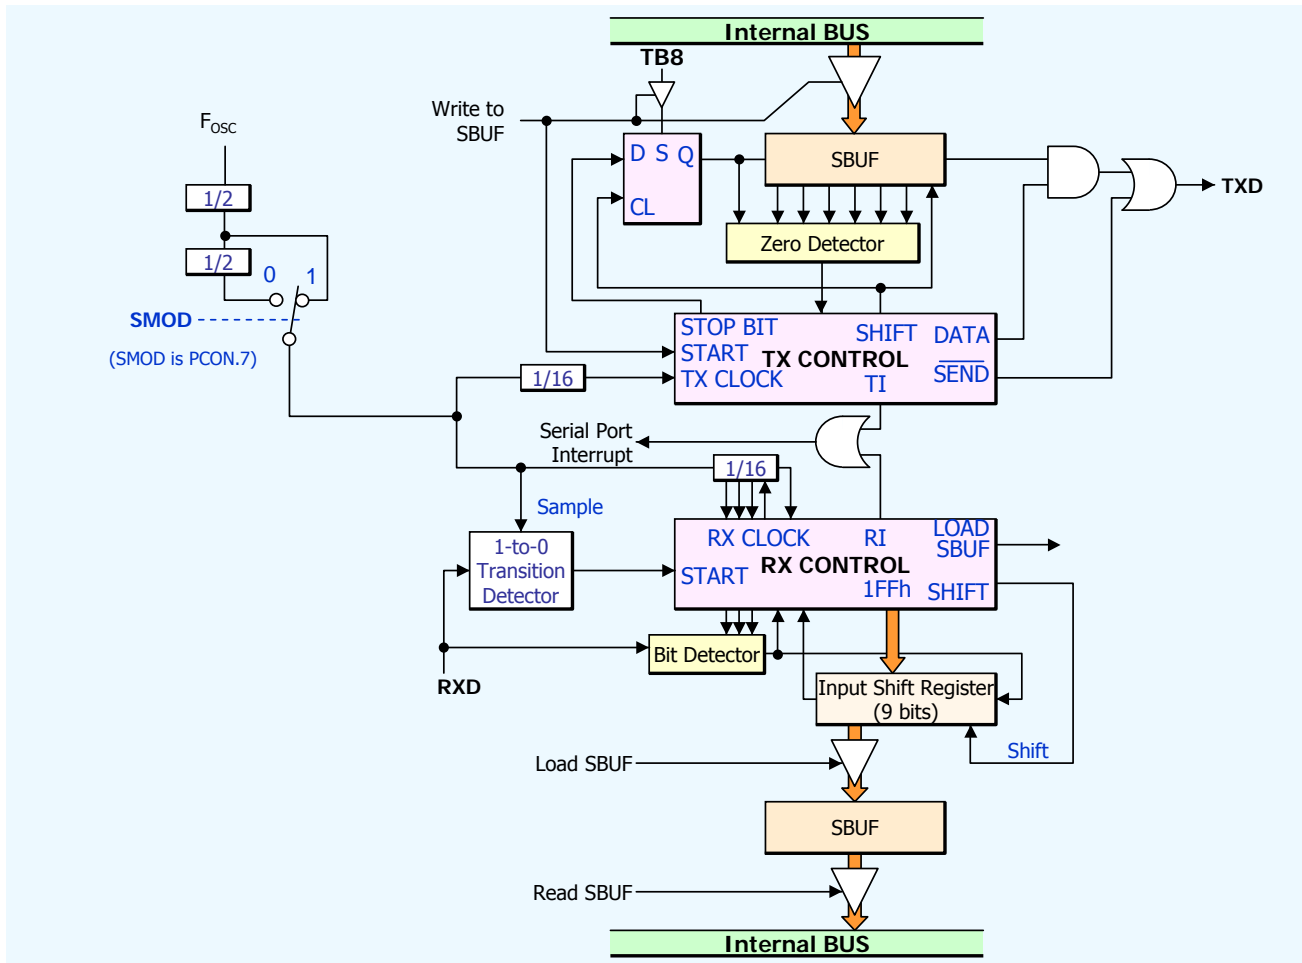 Internal BUS
TB8
Write to
SBUF
FOSC
D S Q
SBUF
TXD
1/2
CL
Zero Detector
1/2
0
1
SMOD
(SMOD is PCON.7)
STOP BIT
SHIFT
DATA
START
TX CONTROL
TX CLOCK
TI
SEND
1/16
Serial Port
Interrupt
1/16
Sample
RX CLOCK
RI
LOAD
SBUF
1-to-0
Transition
Detector
START
RX CONTROL
1FFh
SHIFT
Bit Detector
RXD
Input Shift Register
(9 bits)
Shift
Load SBUF
SBUF
Read SBUF
Internal BUS